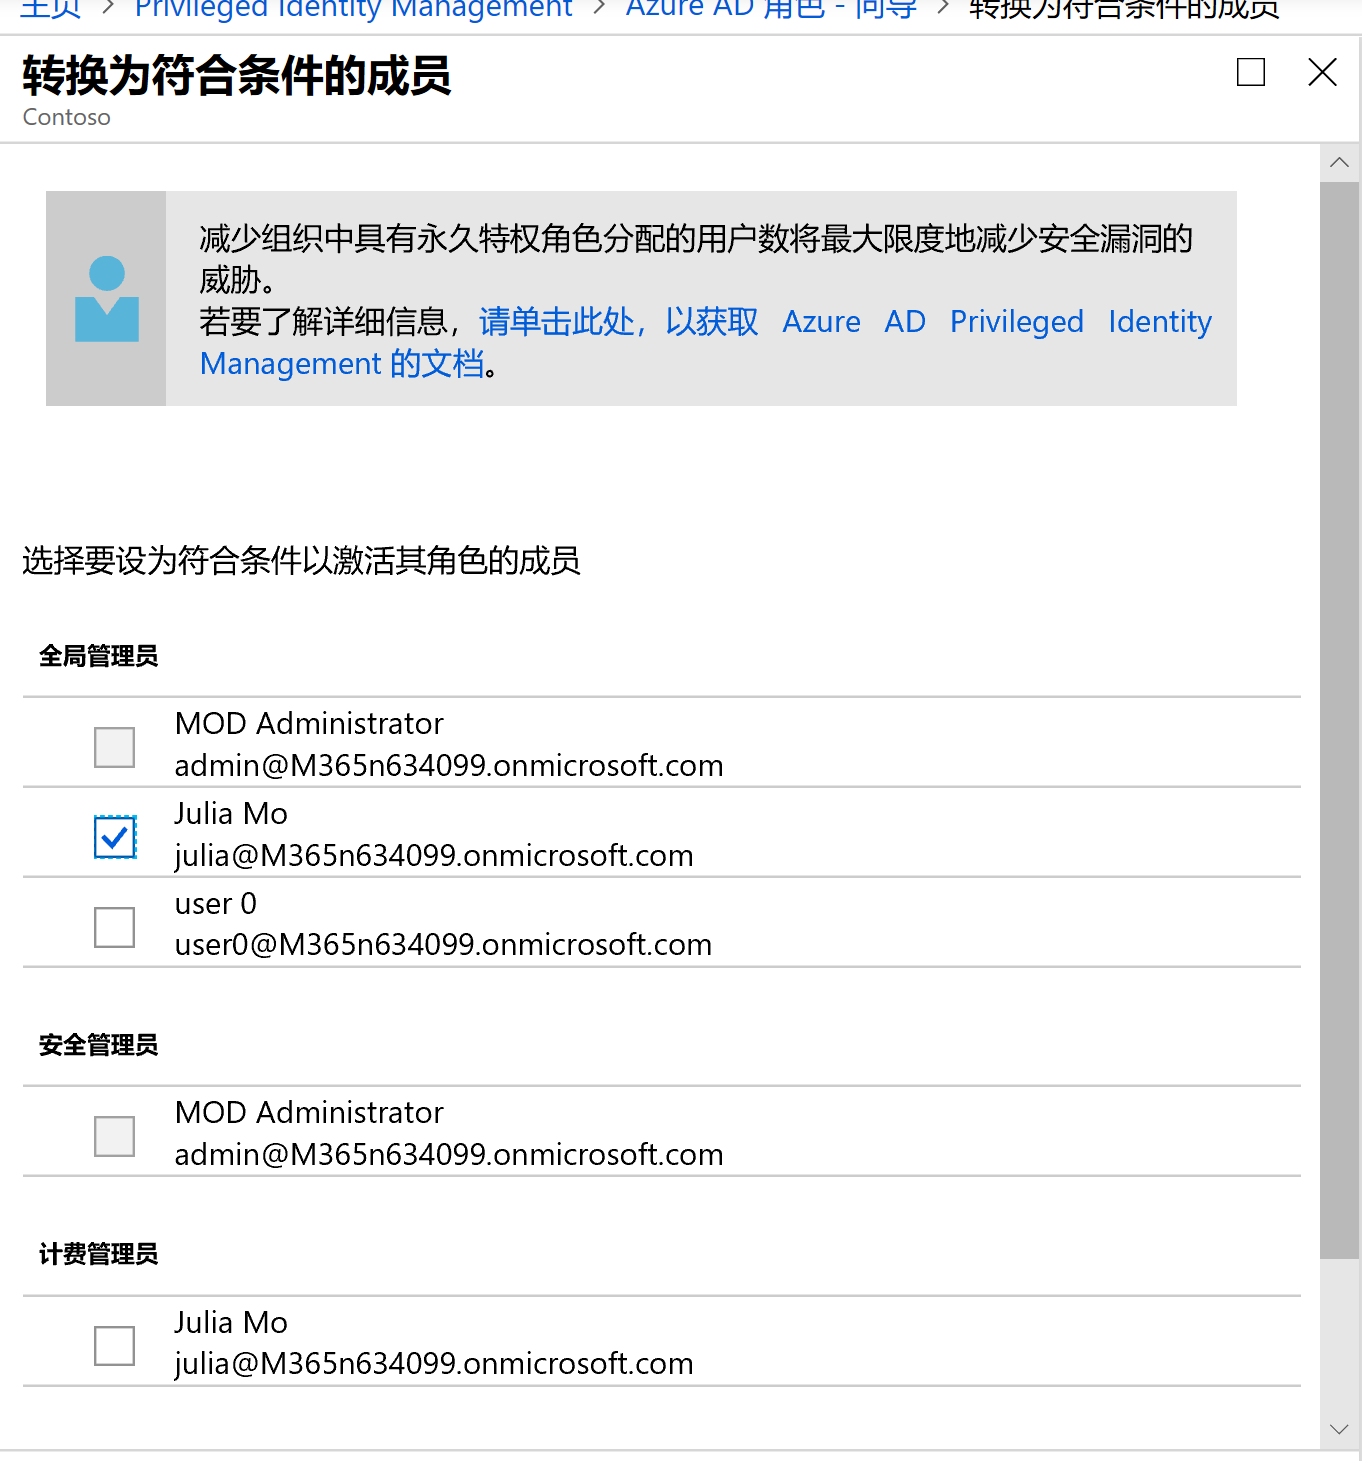 主页 > Privileged Identity Management > Azure AD 角色 - 向导 > 转换为符合条件的成员
转换为符合条件的成员
Contoso
减少组织中具有永久特权角色分配的用户数将最大限度地减少安全漏洞的
威胁。
若要了解详细信息，请单击此处，以获取 Azure AD Privileged Identity
Management 的文档。
选择要设为符合条件以激活其角色的成员
全局管理员
MOD Administrator
admin@M365n634099.onmicrosoft.com
Julia Mo
julia@M365n634099.onmicrosoft.com
user 0
user0@M365n634099.onmicrosoft.com
安全管理员
MOD Administrator
admin@M365n634099.onmicrosoft.com
计费管理员
Julia Mo
julia@M365n634099.onmicrosoft.com